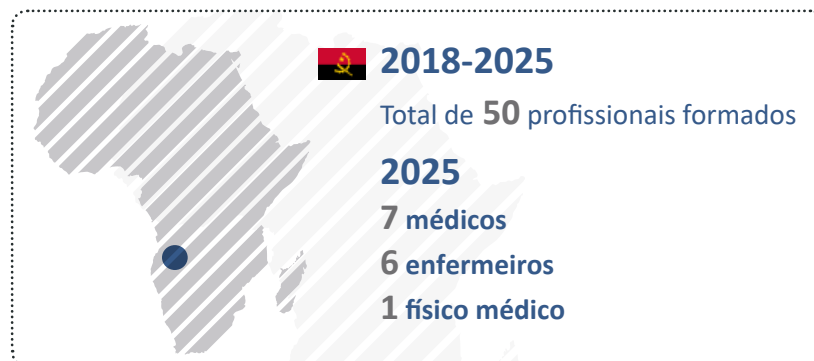 2018-2025
Total de 50 profissionais formados
2025
7 médicos
6 enfermeiros
1 físico médico